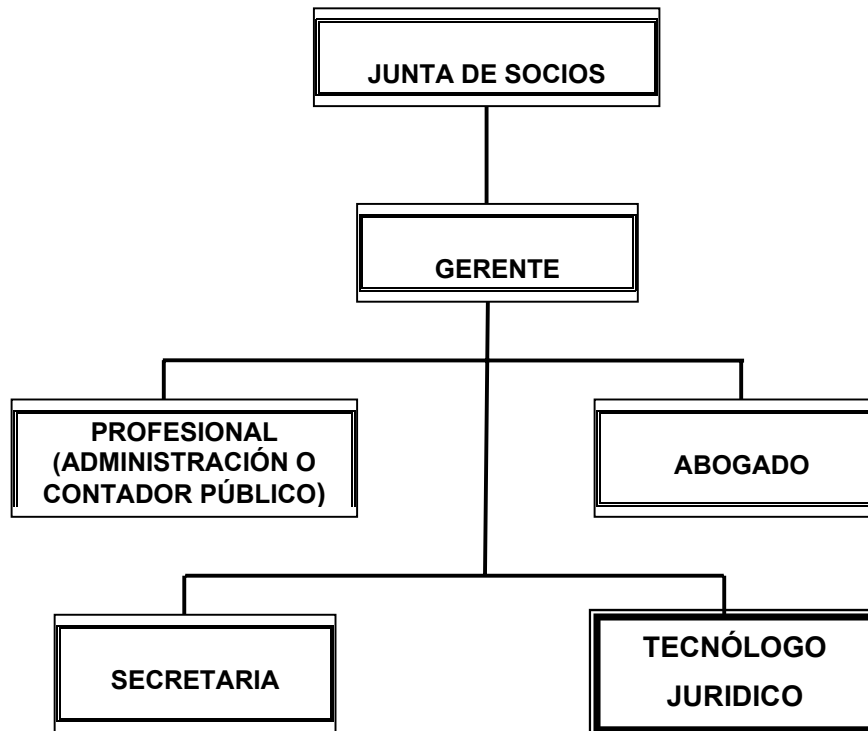 JUNTA DE SOCIOS
GERENTE
PROFESIONAL
(ADMINISTRACIÓN O
CONTADOR PÚBLICO)
ABOGADO
SECRETARIA
TECNÓLOGO
JURIDICO